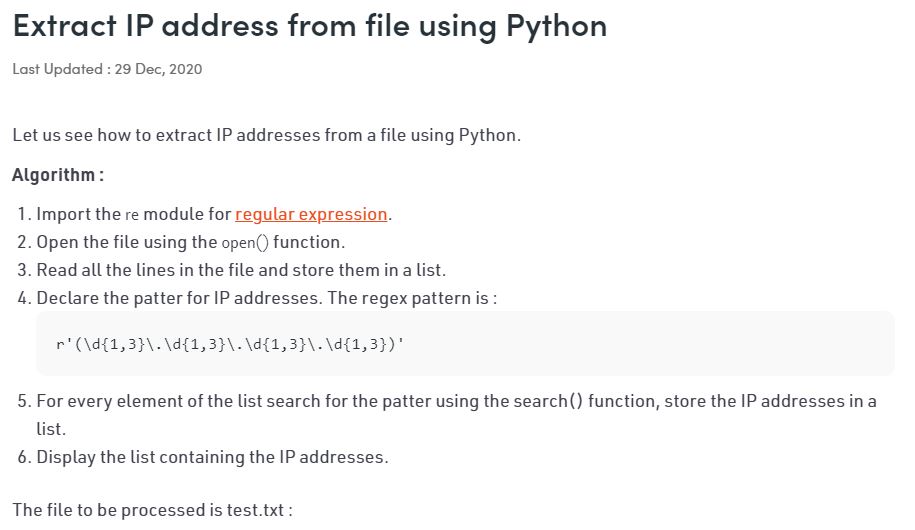 Extract IP address from file using Python
Last Updated : 29 Dec, 2020
Let us see how to extract IP addresses from a file using Python.
Algorithm :
1. Import the re module for regular expression.
2. Open the file using the open() function.
3. Read all the lines in the file and store them in a list.
4. Declare the patter for IP addresses. The regex pattern is :
r'(\d{1,3}\.\d{1,3}\.\d{1,3}\.\d{1,3})'
5. For every element of the list search for the patter using the search() function, store the IP addresses in a
list.
6. Display the list containing the IP addresses.
The file to be processed is test.txt :